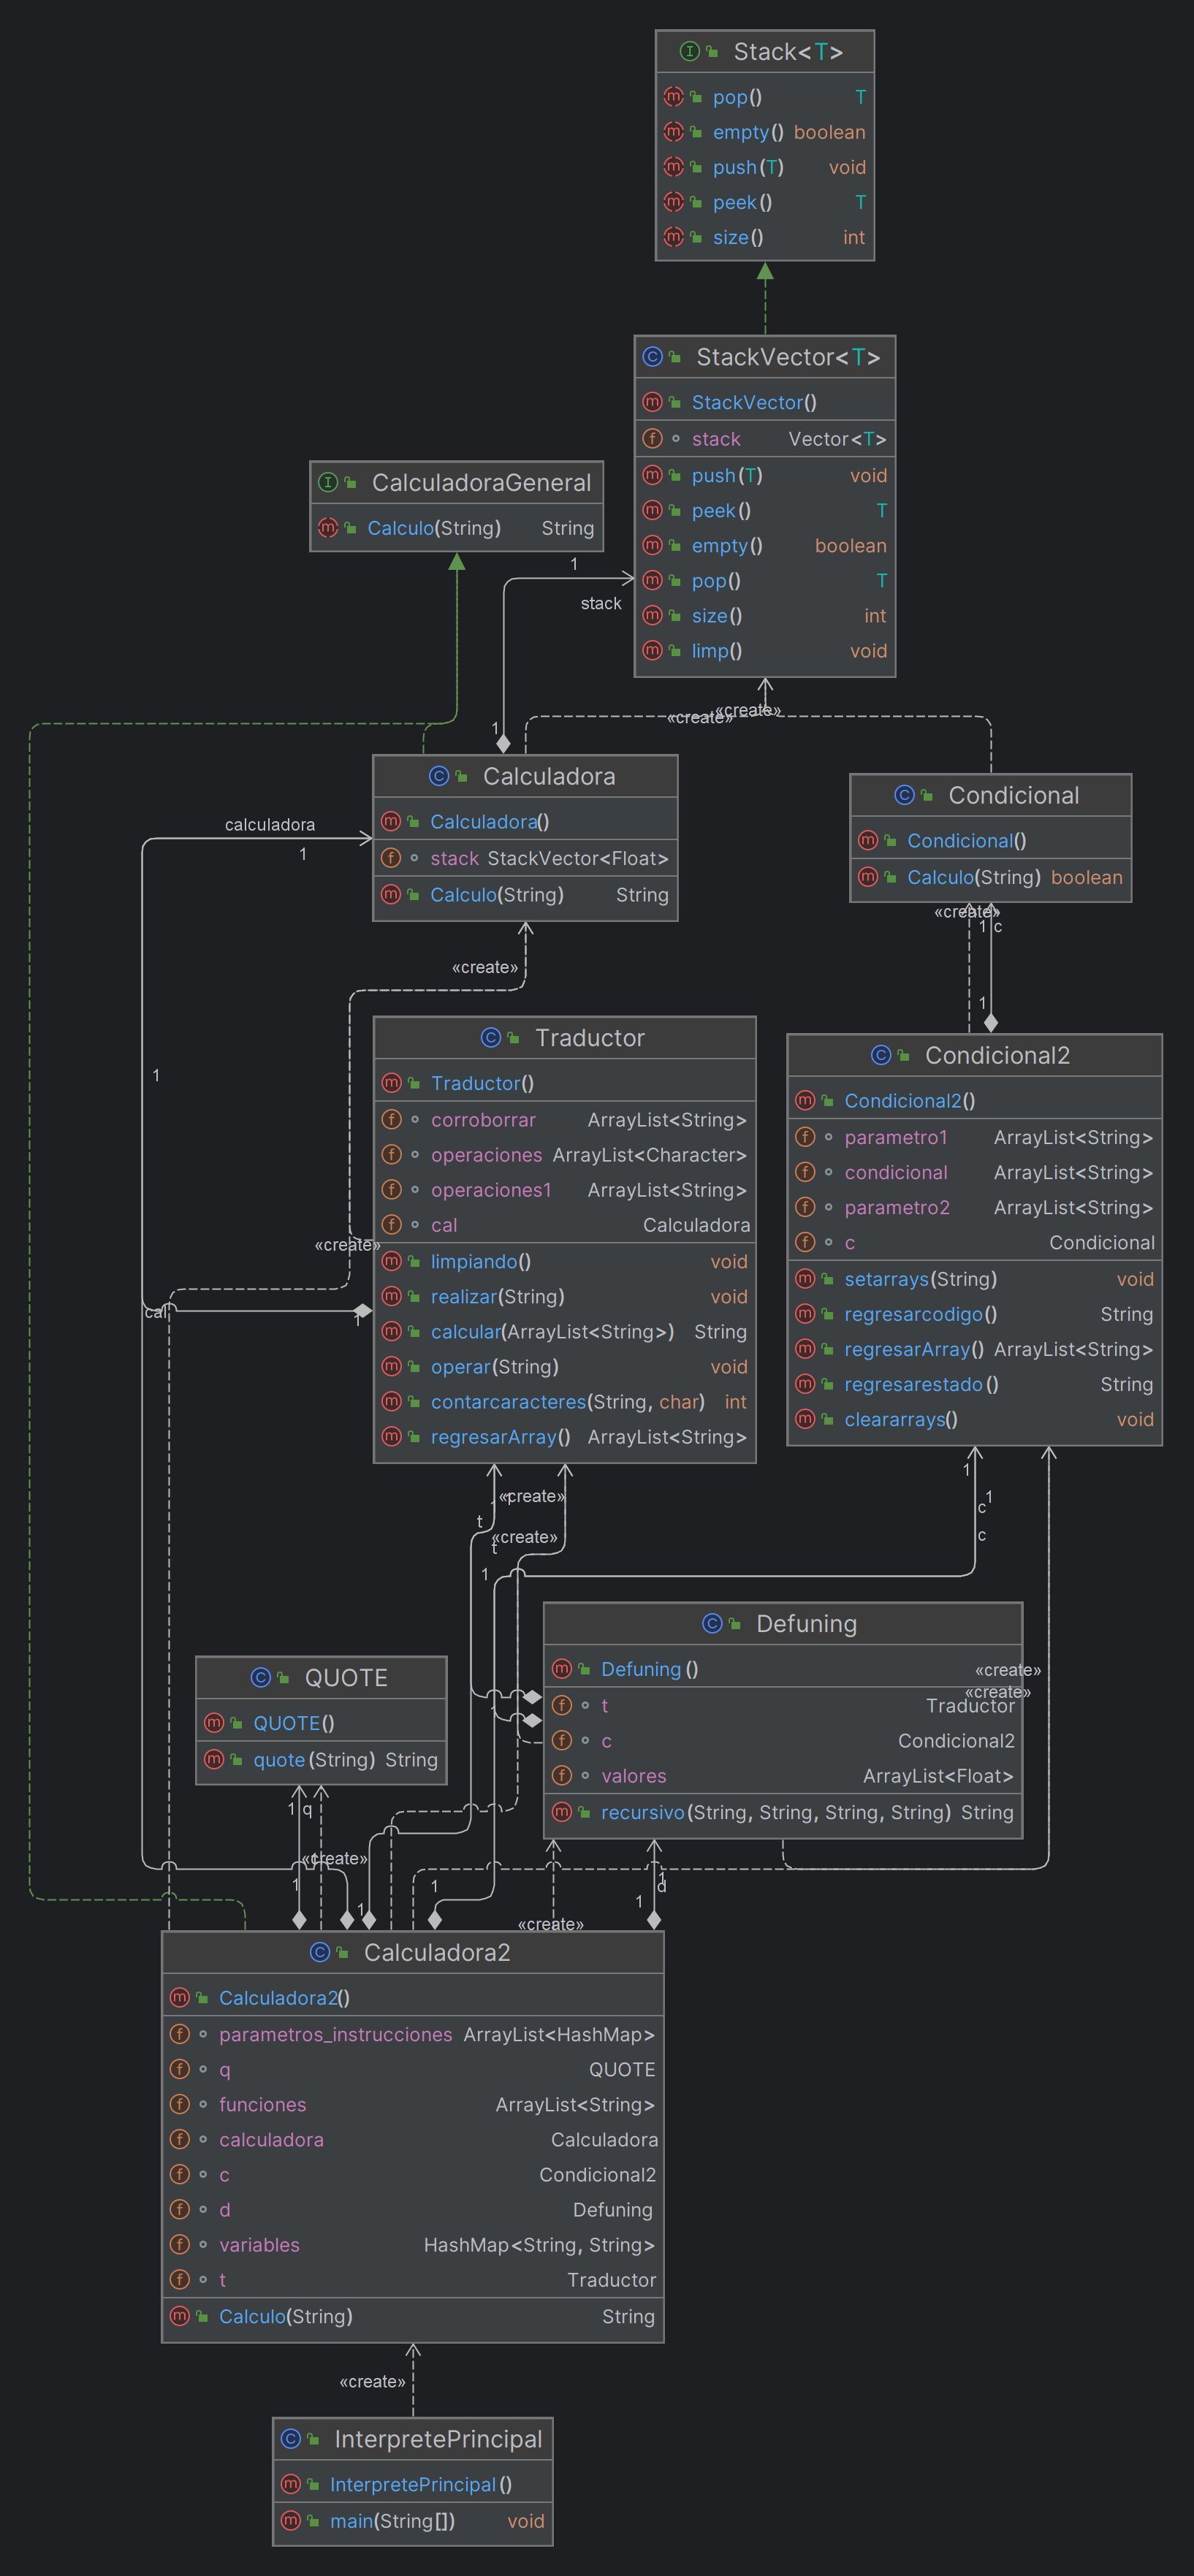 Stack<T>
pop() T
empty() boolean
push(T) void
peek() T
size() int
StackVector<T>
StackVector()
stack Vector<T>
push(T) void
peek() T
empty() boolean
pop() T
size() int
limp() void
CalculadoraGeneral
Calculo(String) String
1
stack
1
«create»
«create»
Calculadora
Calculadora()
stack StackVector<Float>
Calculo(String) String
calculadora
1
Condicional
Condicional()
Calculo(String) boolean
«create»
1 c
1
«create»
1
Traductor
Traductor()
corroborrar ArrayList<String>
operaciones ArrayList<Character>
operaciones1 ArrayList<String>
cal Calculadora
limpiando() void
realizar(String) void
calcular(ArrayList<String>) String
operar(String) void
contarcaracteres(String, char) int
regresarArray() ArrayList<String>
«create»
cal
1
Condicional2
Condicional2()
parametro1 ArrayList<String>
condicional ArrayList<String>
parametro2 ArrayList<String>
c Condicional
setarrays(String) void
regresarcodigo() String
regresarArray() ArrayList<String>
regresarestado() String
cleararrays() void
1
1
c
c
«create»
t
«create»
t
1
Defuning
Defuning()
t Traductor
c Condicional2
valores ArrayList<Float>
recursivo(String, String, String, String) String
«create»
«create»
QUOTE
QUOTE()
quote(String) String
1 q
«create»
1
1
1
1
1
d
«create»
Calculadora2
Calculadora2()
parametros_instrucciones ArrayList<HashMap>
q QUOTE
funciones ArrayList<String>
calculadora Calculadora
c Condicional2
d Defuning
variables HashMap<String, String>
t Traductor
Calculo(String) String
«create»
InterpretePrincipal
InterpretePrincipal()
main(String[]) void